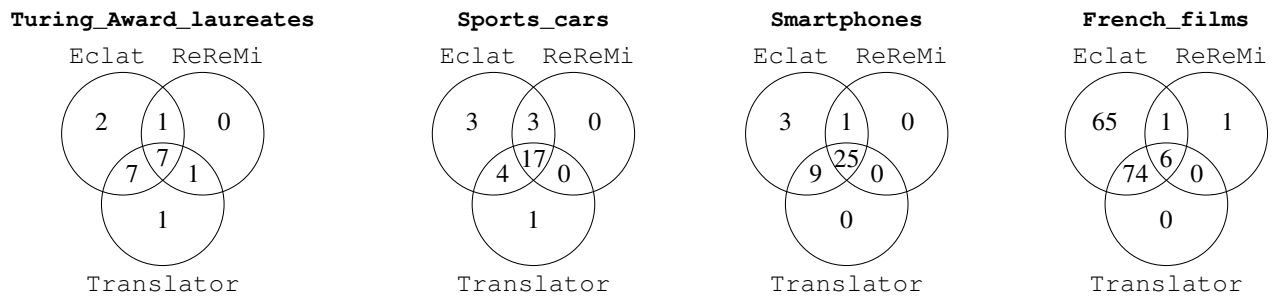 Turing_Award_laureates Sports_cars Smartphones French_films
Eclat ReReMi Eclat ReReMi Eclat ReReMi Eclat ReReMi
2 1 0 3 3 0 3 1 0 65 1 1
7 17 25 6
7 1 4 0 9 0 74 0
1 1 0 0
Translator Translator Translator Translator